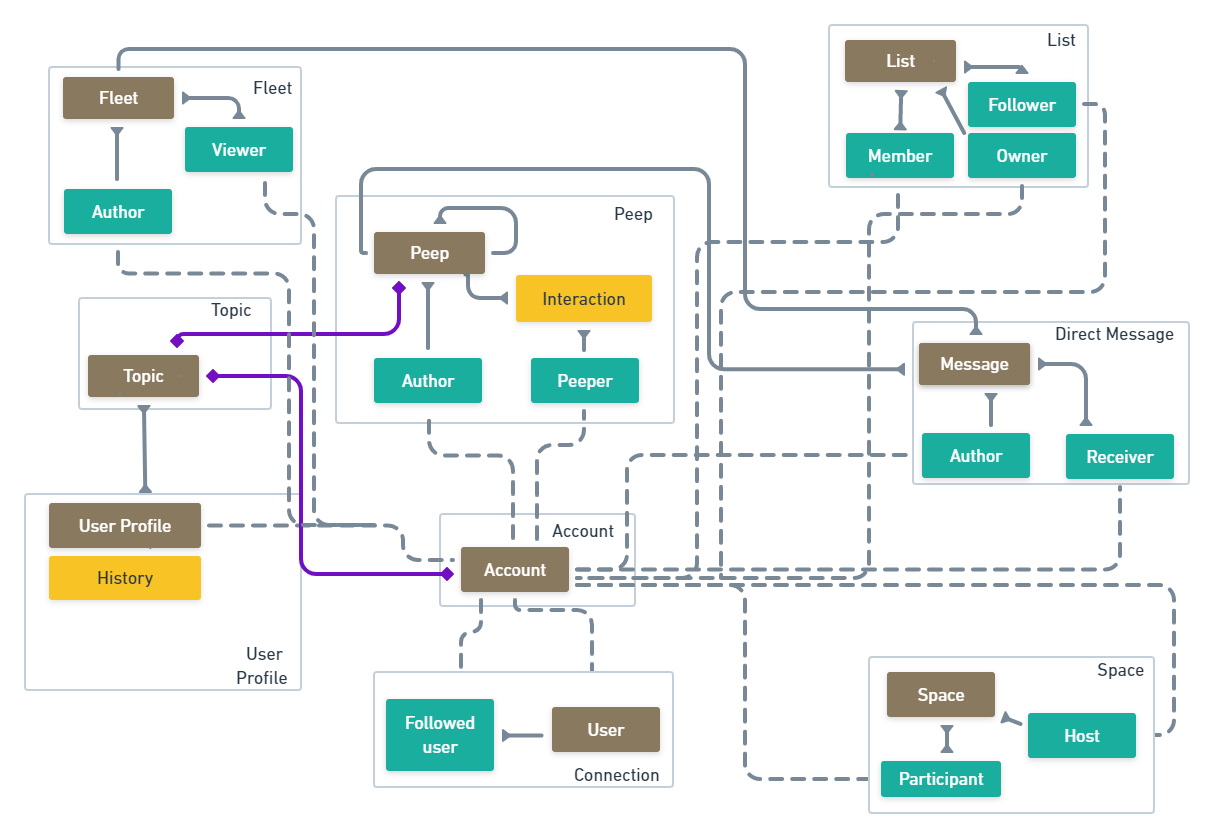 List
List
Follower
Member
Owner
Fleet
Fleet
Viewer
Author
Peep
Peep
Interaction
Author
Peeper
Topic
Topic
Direct Message
Message
Author
Receiver
User Profile
History
User
Profile
Account
Account
Followed
user
User
Connection
Space
Space
Host
Participant